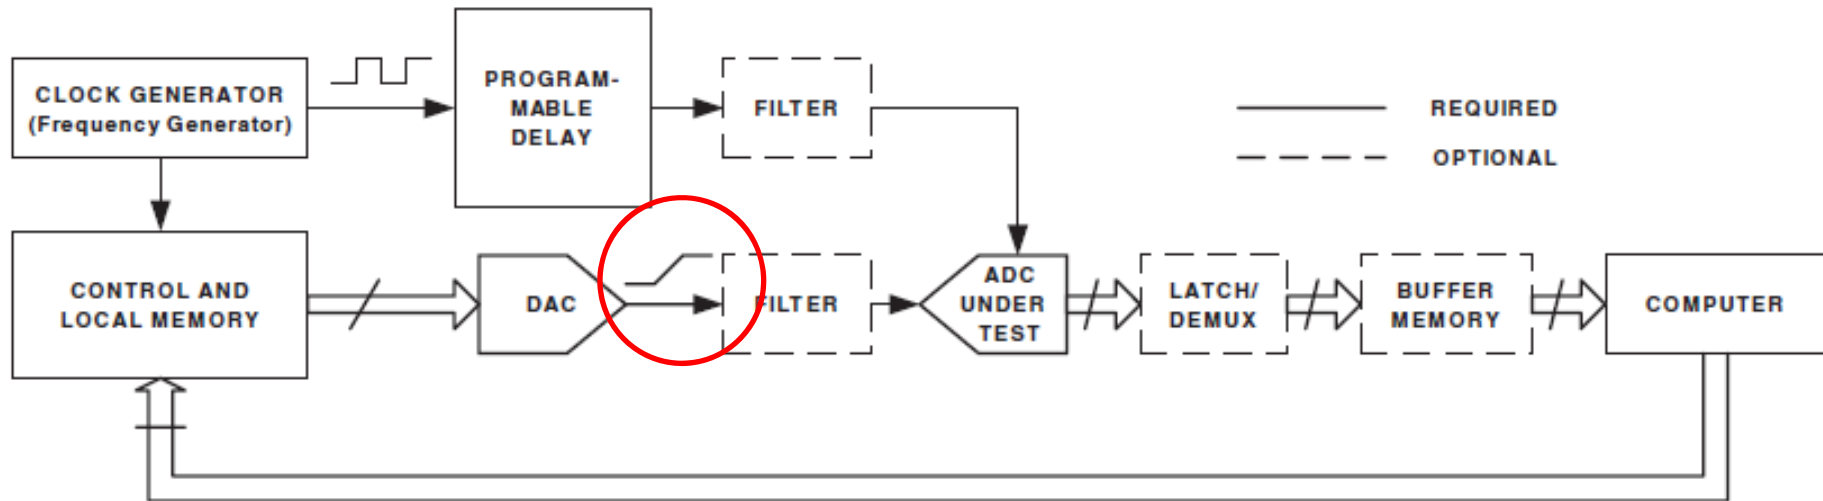 CLOCK GENERATOR
(Frequency Generator)
PROGRAM-
MABLE
DELAY
FILTER
REQUIRED
OPTIONAL
CONTROL AND
LOCAL MEMORY
DAC
FILTER
ADC
UNDER
TEST
LATCH/
DEMUX
BUFFER
MEMORY
COMPUTER